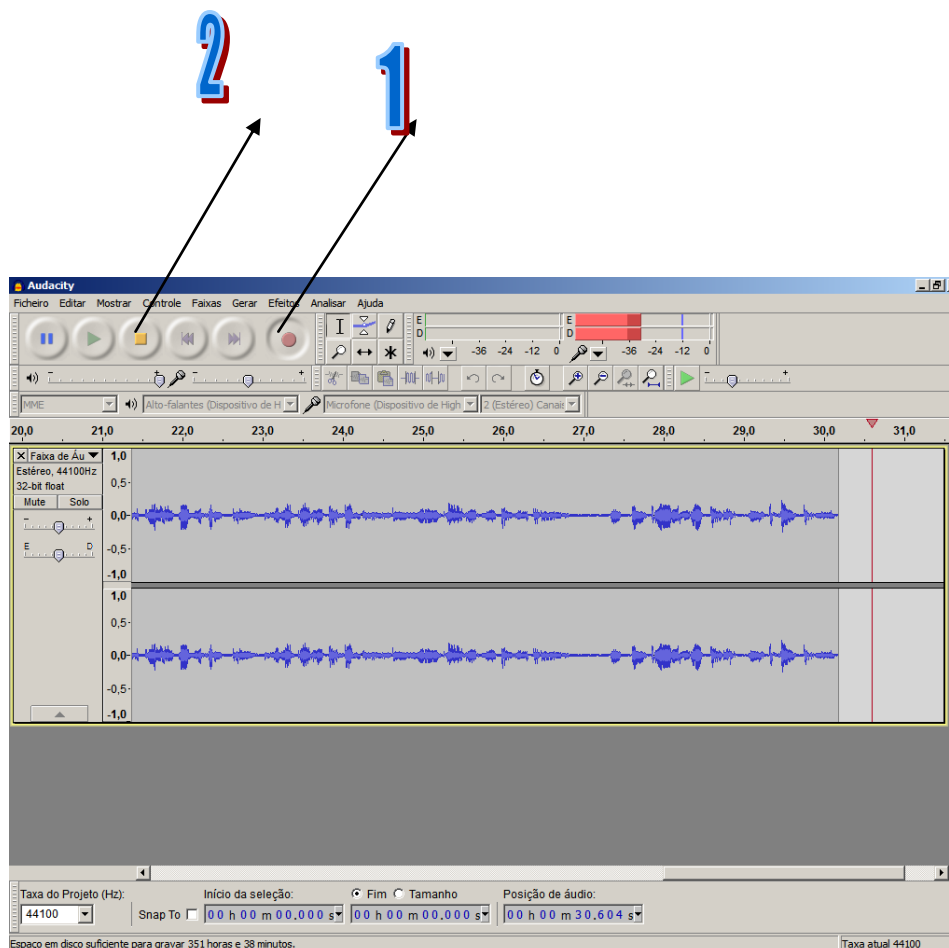 2 1
Audacity
Ficheiro Editar Mostrar Controle Faixas Gerar Efeitos Analisar Ajuda
E E
D D
-36 -24 -12 0 -36 -24 -12 0
- + - + - +
MME Alto-falantes (Dispositivo de H Microfone (Dispositivo de High 2 (Estéreo) Canais
20,0 21,0 22,0 23,0 24,0 25,0 26,0 27,0 28,0 29,0 30,0 31,0
X Faixa de Áu 1,0
Estéreo, 44100Hz
32-bit float 0,5
Mute Solo
- + 0,0
E D -0,5
-1,0
1,0
0,5
0,0
-0,5
-1,0
Taxa do Projeto (Hz): Início da seleção: Fim Tamanho Posição de áudio:
44100 Snap To 00 h 00 m 00.000 s 00 h 00 m 00.000 s 00 h 00 m 30.604 s
Espaço em disco suficiente para gravar 351 horas e 38 minutos. Taxa atual 44100